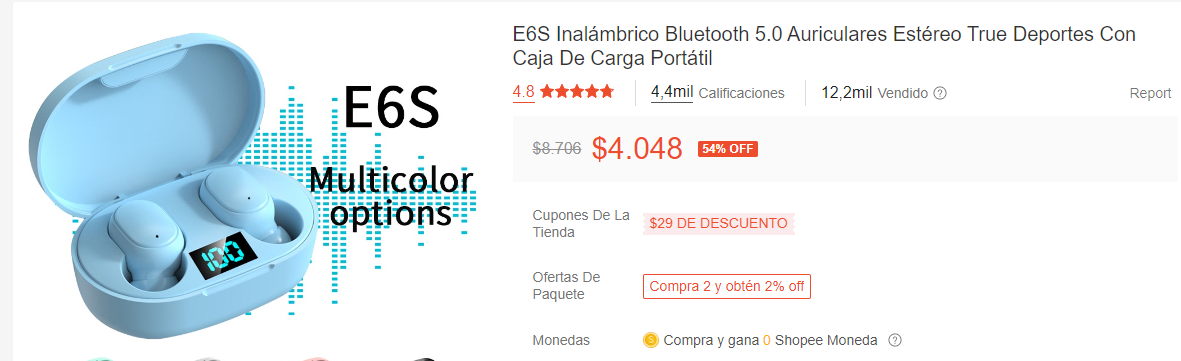 E6S Inalámbrico Bluetooth 5.0 Auriculares Estéreo True Deportes Con
Caja De Carga Portátil
4.8
4,4mil Calificaciones
12,2mil Vendido ?
Report
$8.706 $4.048 54% OFF
Cupones De La
Tienda
$29 DE DESCUENTO
Ofertas De
Paquete
Compra 2 y obtén 2% off
Monedas
S Compra y gana 0 Shopee Moneda ?
E6S
Multicolor
options
100